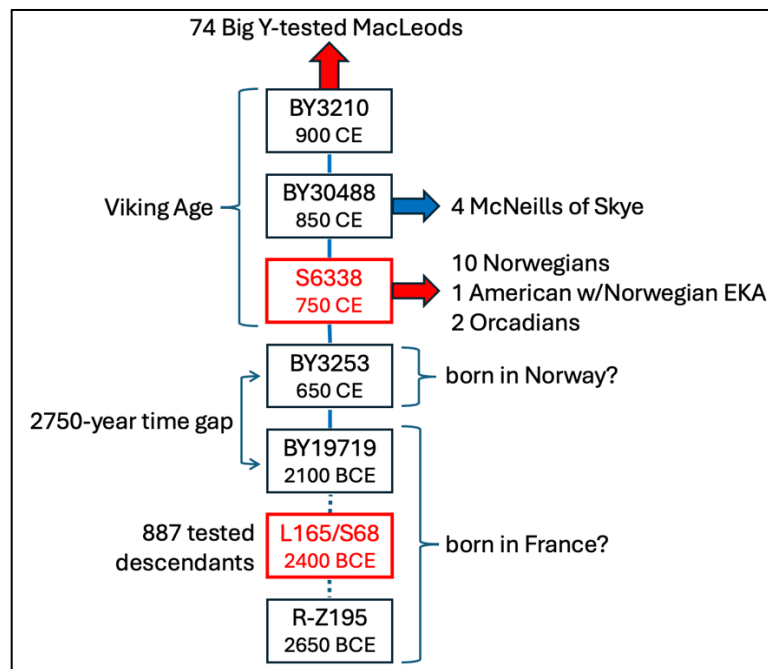 74 Big Y-tested MacLeods
BY3210
900 CE
Viking Age
BY30488
850 CE
4 McNeills of Skye
S6338
750 CE
10 Norwegians
1 American w/Norwegian EKA
2 Orcadians
BY3253
650 CE
born in Norway?
2750-year time gap
BY19719
2100 BCE
887 tested
descendants
L165/S68
2400 BCE
born in France?
R-Z195
2650 BCE